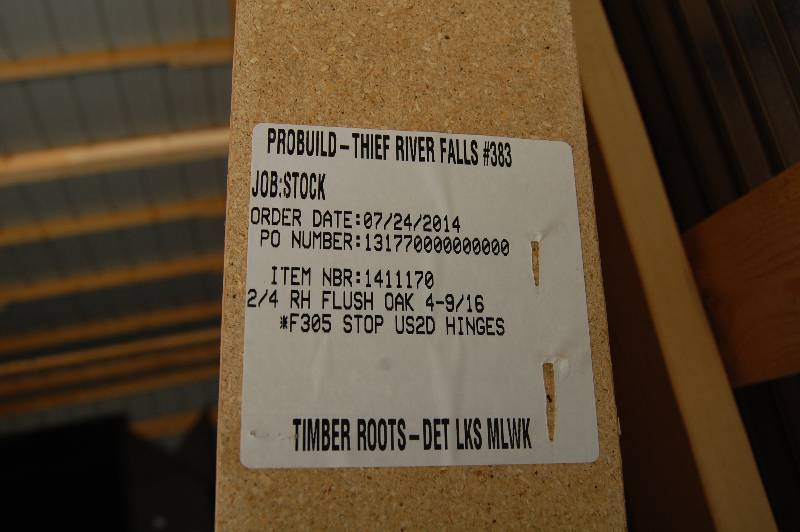 PROBUILD-THIEF RIVER FALLS #383
JOB:STOCK
ORDER DATE:07/24/2014
PO NUMBER:131770000000000
ITEM NBR:1411170
2/4 RH FLUSH OAK 4-9/16
*F305 STOP US2D HINGES
TIMBER ROOTS-DET LKS MLWK